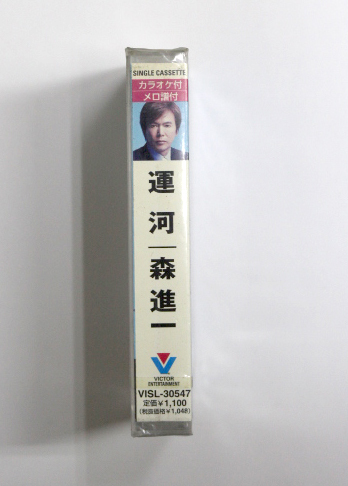 SINGLE CASSETTE
カラオケ付
メロ譜付
運河|森進一
VICTOR
ENTERTAINMENT
VISL-30547
定価¥1,100
(税抜価格¥1,048)